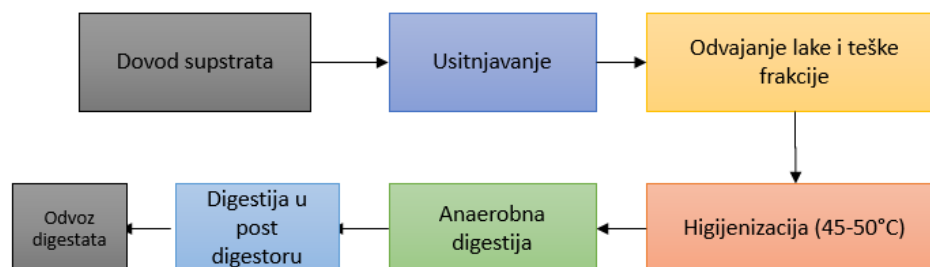 Dovod supstrata
Usitnjavanje
Odvajanje lake i teške
frakcije
Odvoz
digestata
Digestija u
post
digestoru
Anaerobna
digestija
Higijenizacija (45-50°C)